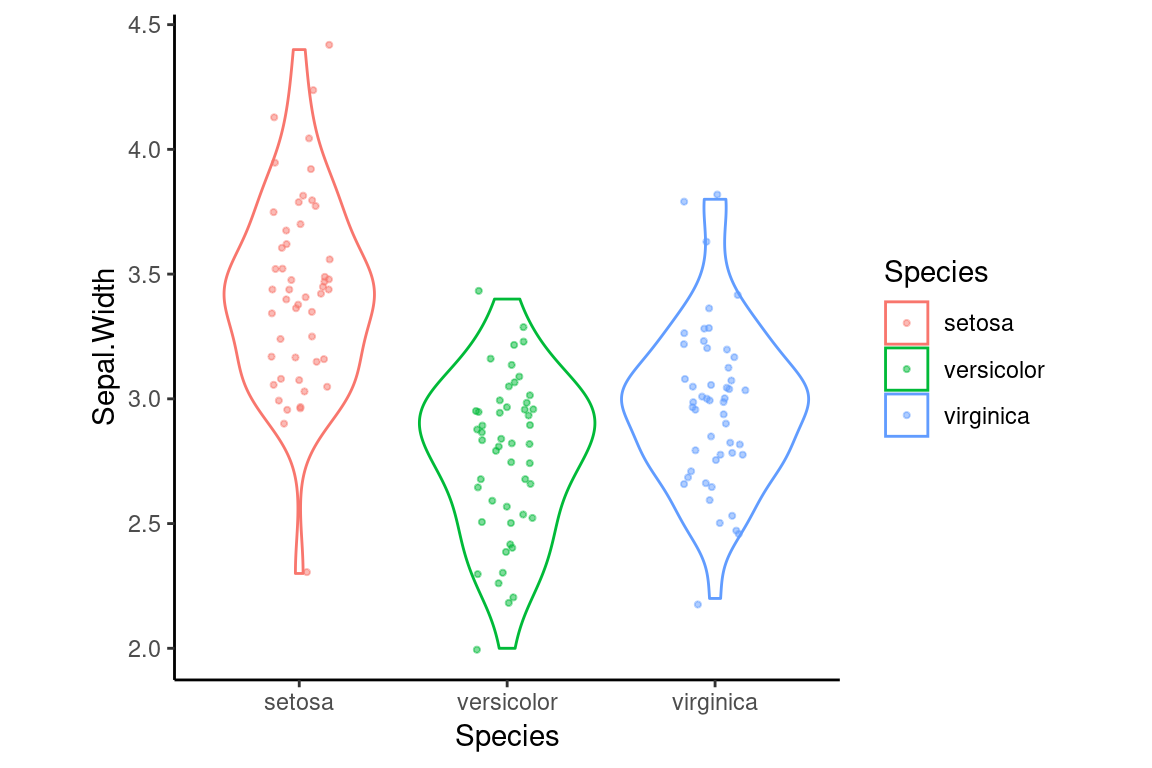 4.5
4.0
3.5
3.0
2.5
2.0
Sepal.Width
setosa versicolor virginica
Species
Species
setosa
versicolor
virginica